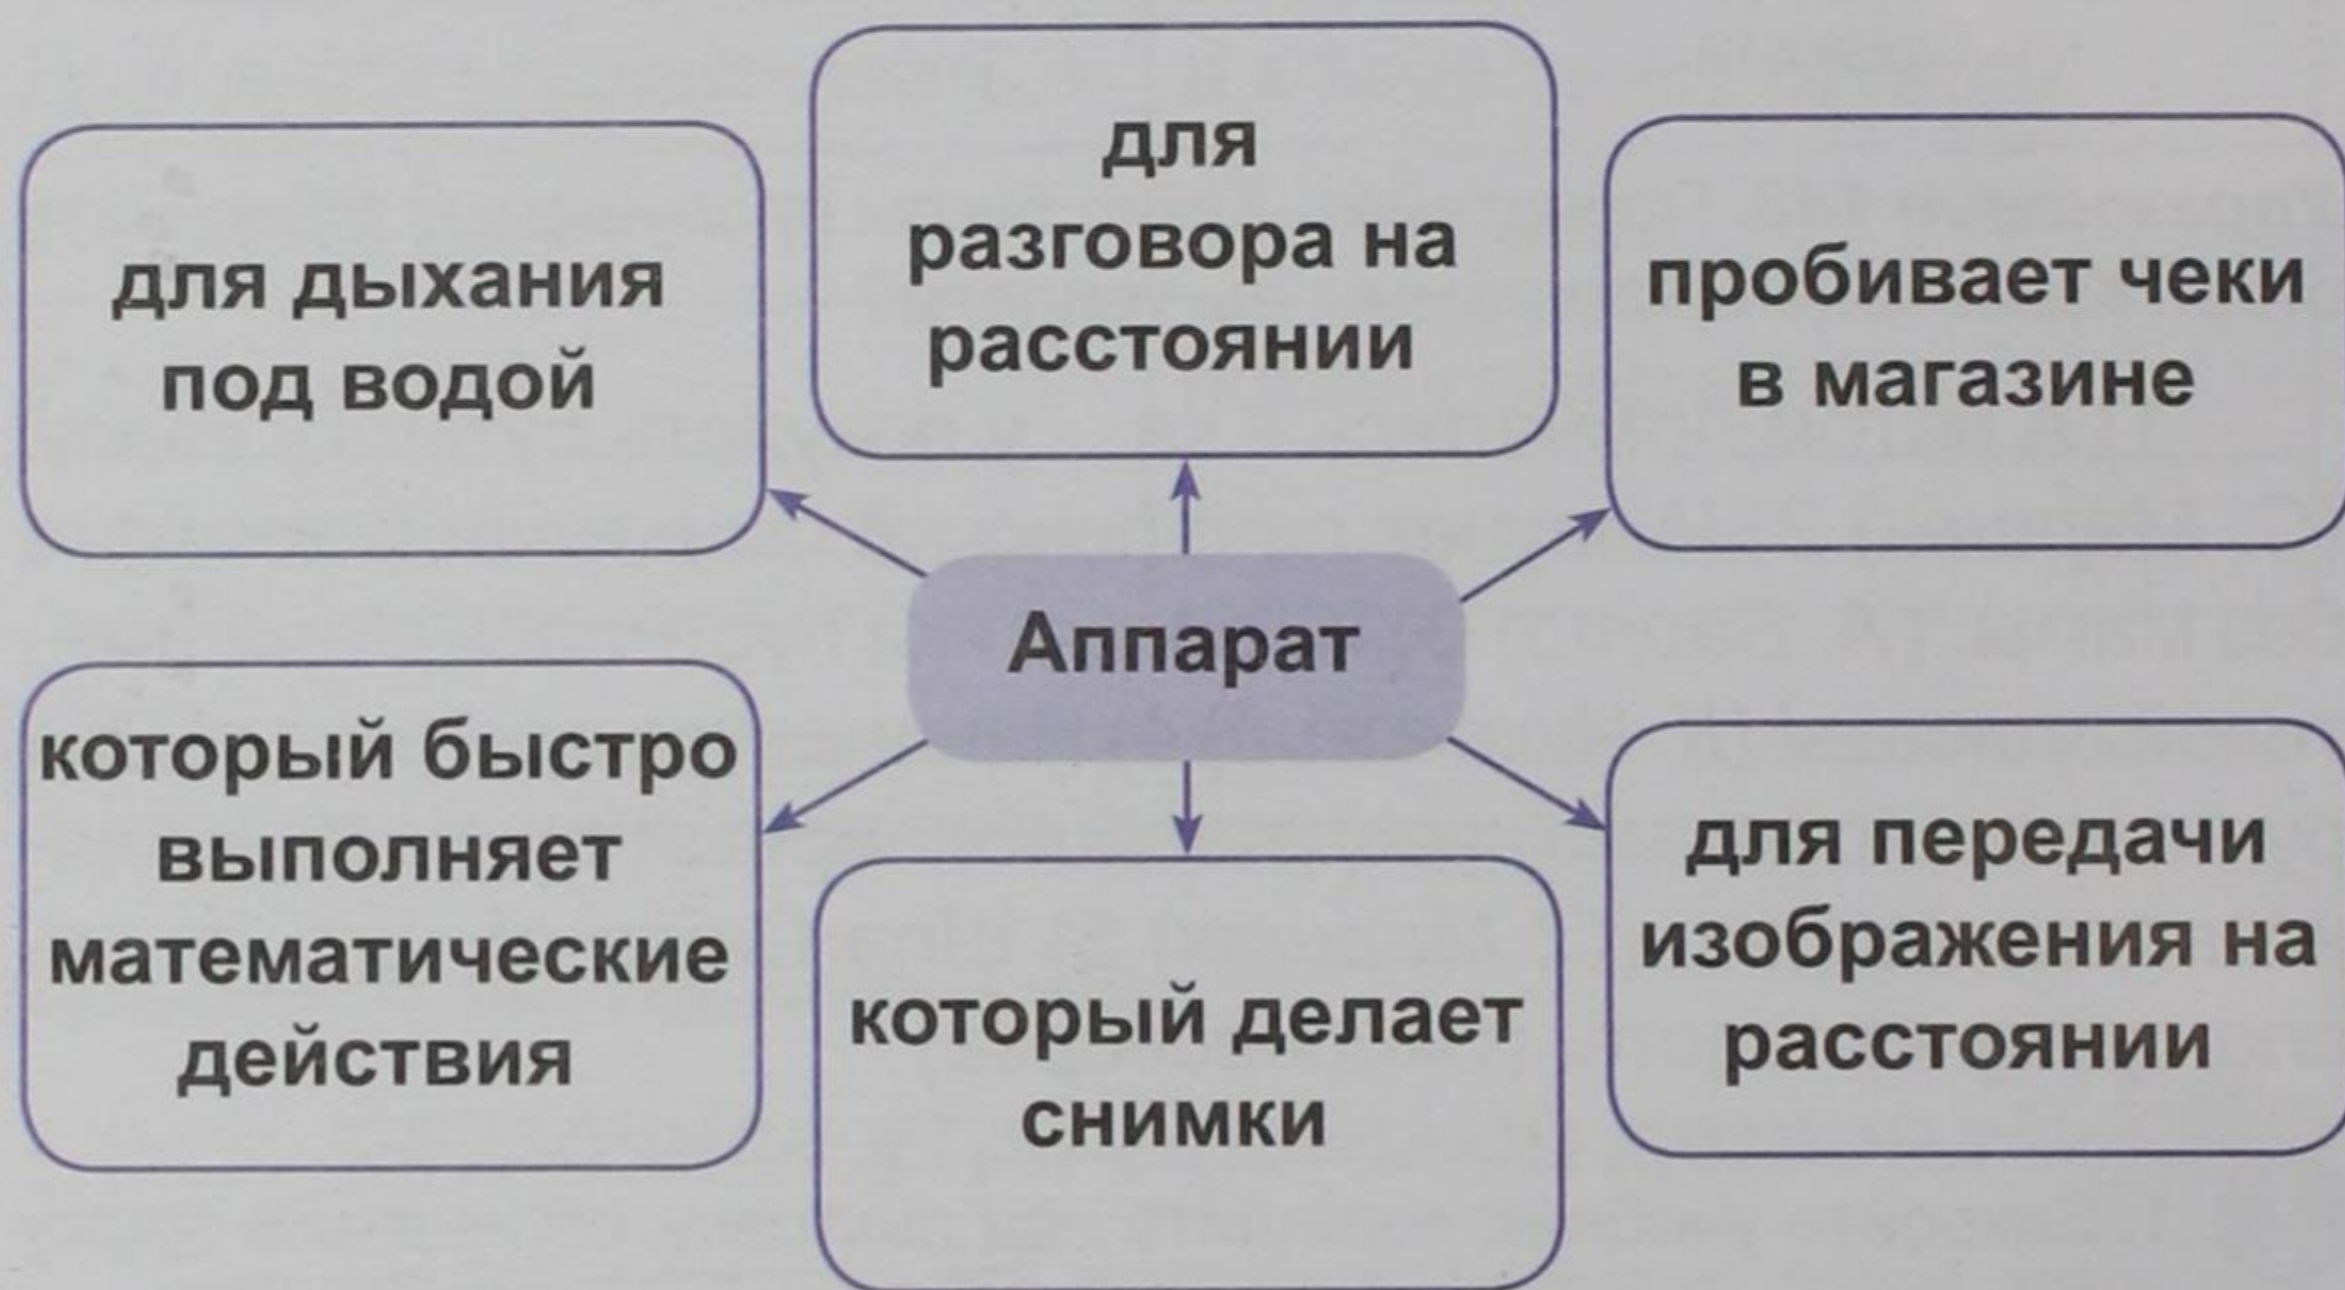 для дыхания
под водой
для
разговора на
расстоянии
пробивает чеки
в магазине
Аппарат
который быстро
выполняет
математические
действия
который делает
снимки
для передачи
изображения на
расстоянии